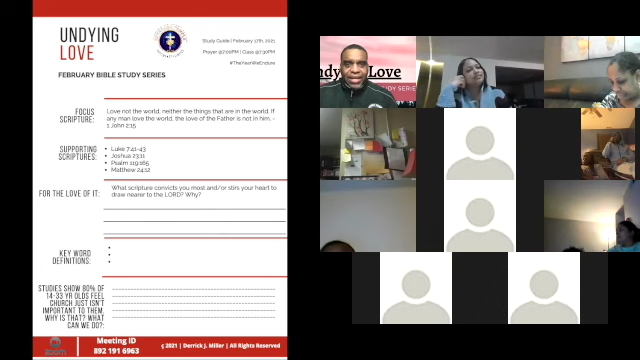 UNDYING
LOVE
Study Guide | February 17th, 2021
Prayer @7:00PM | Class @7:30PM
#TheYearWeEndure
FEBRUARY BIBLE STUDY SERIES
FOCUS
SCRIPTURE:
Love not the world, neither the things that are in the world. If
any man love the world, the love of the Father is not in him. -
1 John 2:15
SUPPORTING
SCRIPTURES:
• Luke 7:41-43
• Joshua 23:11
• Psalm 119:165
• Matthew 24:12
FOR THE LOVE OF IT:
What scripture convicts you most and/or stirs your heart to
draw nearer to the LORD? Why?
KEY WORD
DEFINITIONS:
STUDIES SHOW 80% OF
14-33 YR OLDS FEEL
CHURCH JUST ISN'T
IMPORTANT TO THEM.
WHY IS THAT? WHAT
CAN WE DO?:
zoom
Meeting ID
892 191 6963
© 2021 | Derrick J. Miller | All Rights Reserved
Love